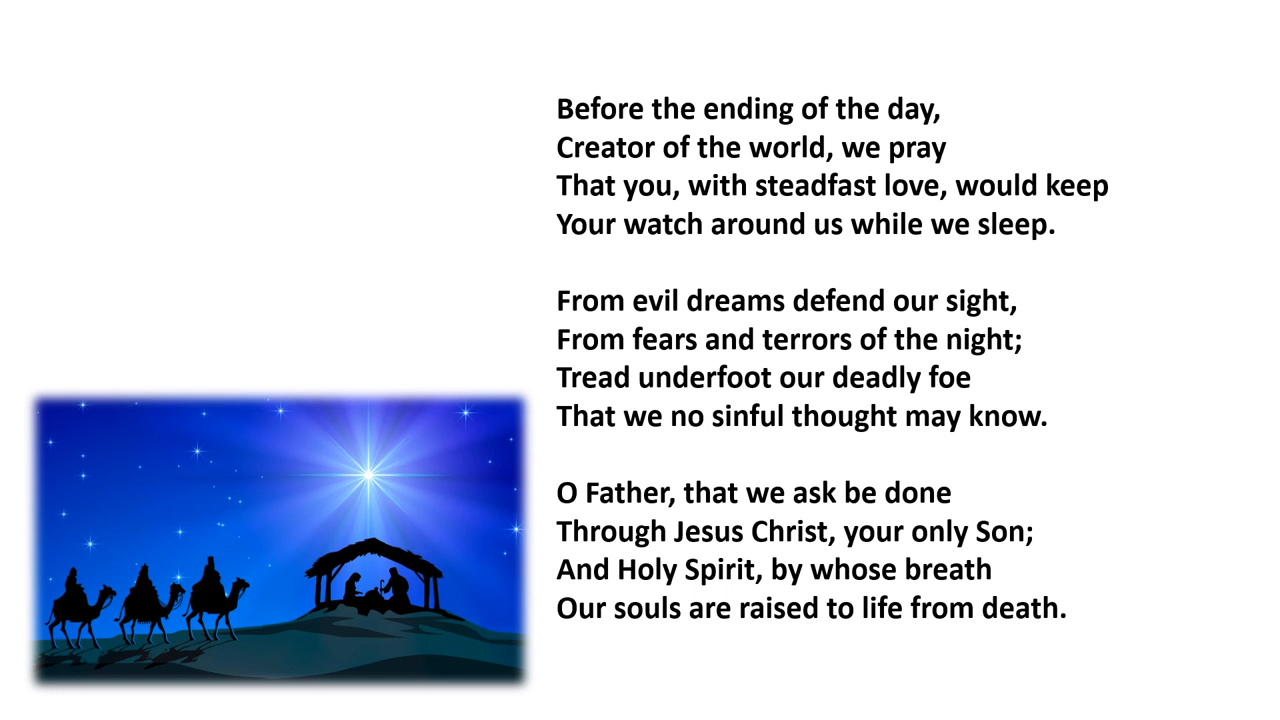 Before the ending of the day,
Creator of the world, we pray
That you, with steadfast love, would keep
Your watch around us while we sleep.

From evil dreams defend our sight,
From fears and terrors of the night;
Tread underfoot our deadly foe
That we no sinful thought may know.

O Father, that we ask be done
Through Jesus Christ, your only Son;
And Holy Spirit, by whose breath
Our souls are raised to life from death.